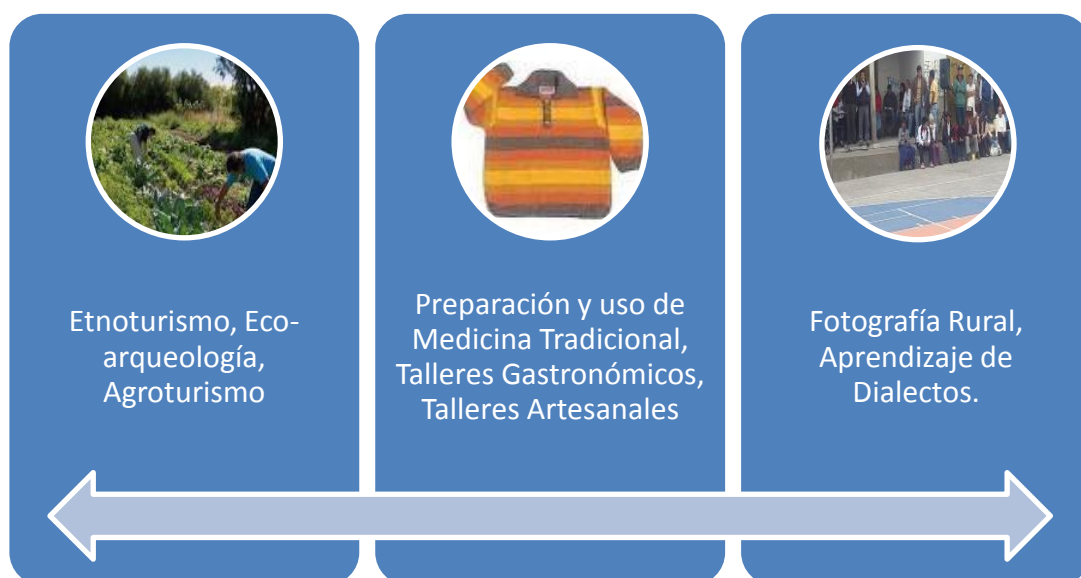 Etnoturismo, Eco-
arqueología,
Agroturismo
Preparación y uso de
Medicina Tradicional,
Talleres Gastronómicos,
Talleres Artesanales
Fotografía Rural,
Aprendizaje de
Dialectos.